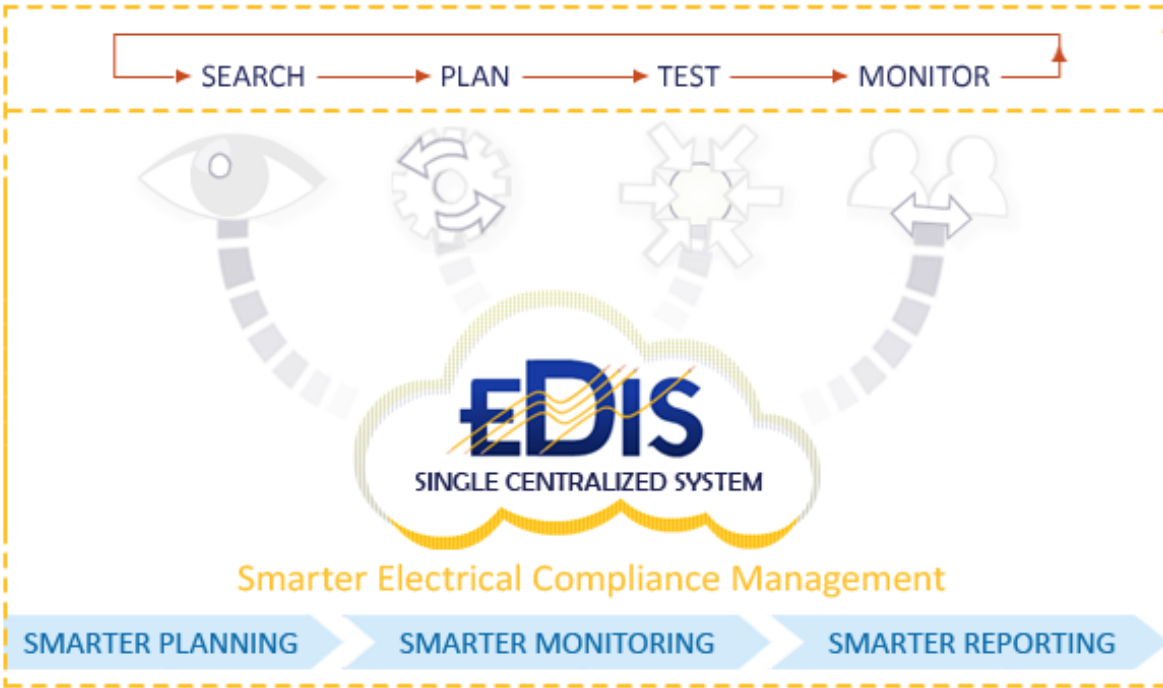 SEARCH PLAN TEST MONITOR
EDIS
SINGLE CENTRALIZED SYSTEM
Smarter Electrical Compliance Management
SMARTER PLANNING SMARTER MONITORING SMARTER REPORTING